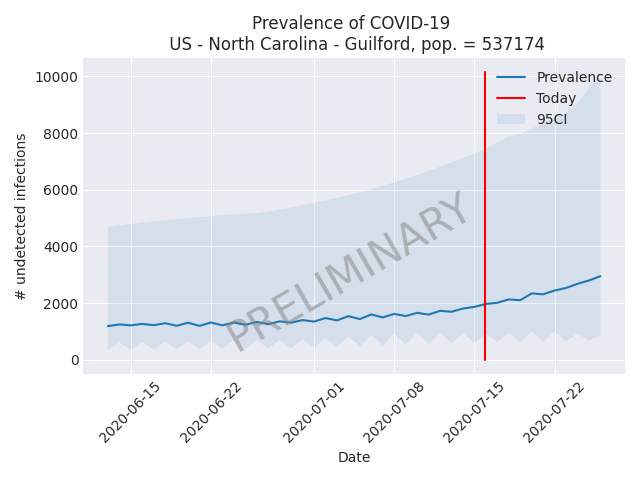 Prevalence of COVID-19
US - North Carolina - Guilford, pop. = 537174
10000
8000
6000
4000
2000
0
# undetected infections
Prevalence
Today
95CI
PRELIMINARY
2020-06-15
2020-06-22
2020-07-01
2020-07-08
2020-07-15
2020-07-22
Date